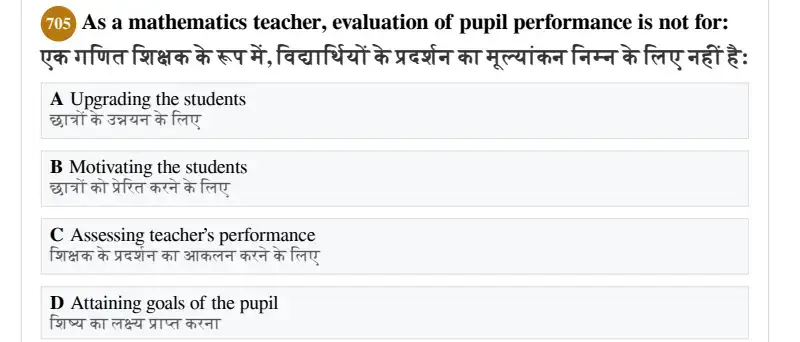 705 As a mathematics teacher, evaluation of pupil performance is not for:
एक गणित शिक्षक के रूप में, विद्यार्थियों के प्रदर्शन का मूल्यांकन निम्न के लिए नहीं है:
A Upgrading the students
छात्रों के उन्नयन के लिए
B Motivating the students
छात्रों को प्रेरित करने के लिए
C Assessing teacher's performance
शिक्षक के प्रदर्शन का आकलन करने के लिए
D Attaining goals of the pupil
शिष्य का लक्ष्य प्राप्त करना